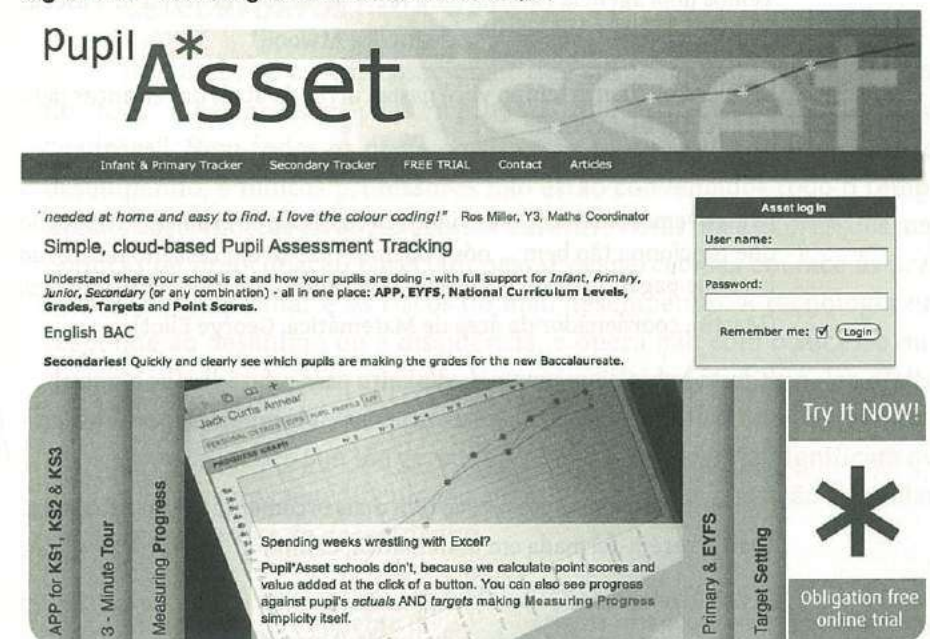 pupil
A*sset
Infant & Primary Tracker Secondary Tracker FREE TRIAL Contact Articles
needed at home and easy to find. I love the colour coding!" Ros Miller, Y3, Maths Coordinator
Simple, cloud-based Pupil Assessment Tracking
Understand where your school is at and how your pupils are doing - with full support for Infant, Primary,
Junior, Secondary (or any combination) - all in one place: APP, EYFS, National Curriculum Levels,
Grades, Targets and Point Scores.
English BAC
Secondaries! Quickly and clearly see which pupils are making the grades for the new Baccalaureate.
Asset log in
User name:
Password:
Remember me: Login
APP for KS1, KS2 & KS3
3 - Minute Tour
Measuring Progress
Jack Curtis Annear
PERSONAL DETAILS EYFS PUPIL PROFILE APP
PROGRESS GRAPH
Spending weeks wrestling with Excel?
Pupil*Asset schools don't, because we calculate point scores and
value added at the click of a button. You can also see progress
against pupil's actuals AND targets making Measuring Progress
simplicity itself.
Primary & EYFS
Target Setting
Try It NOW!
*
Obligation free
online trial